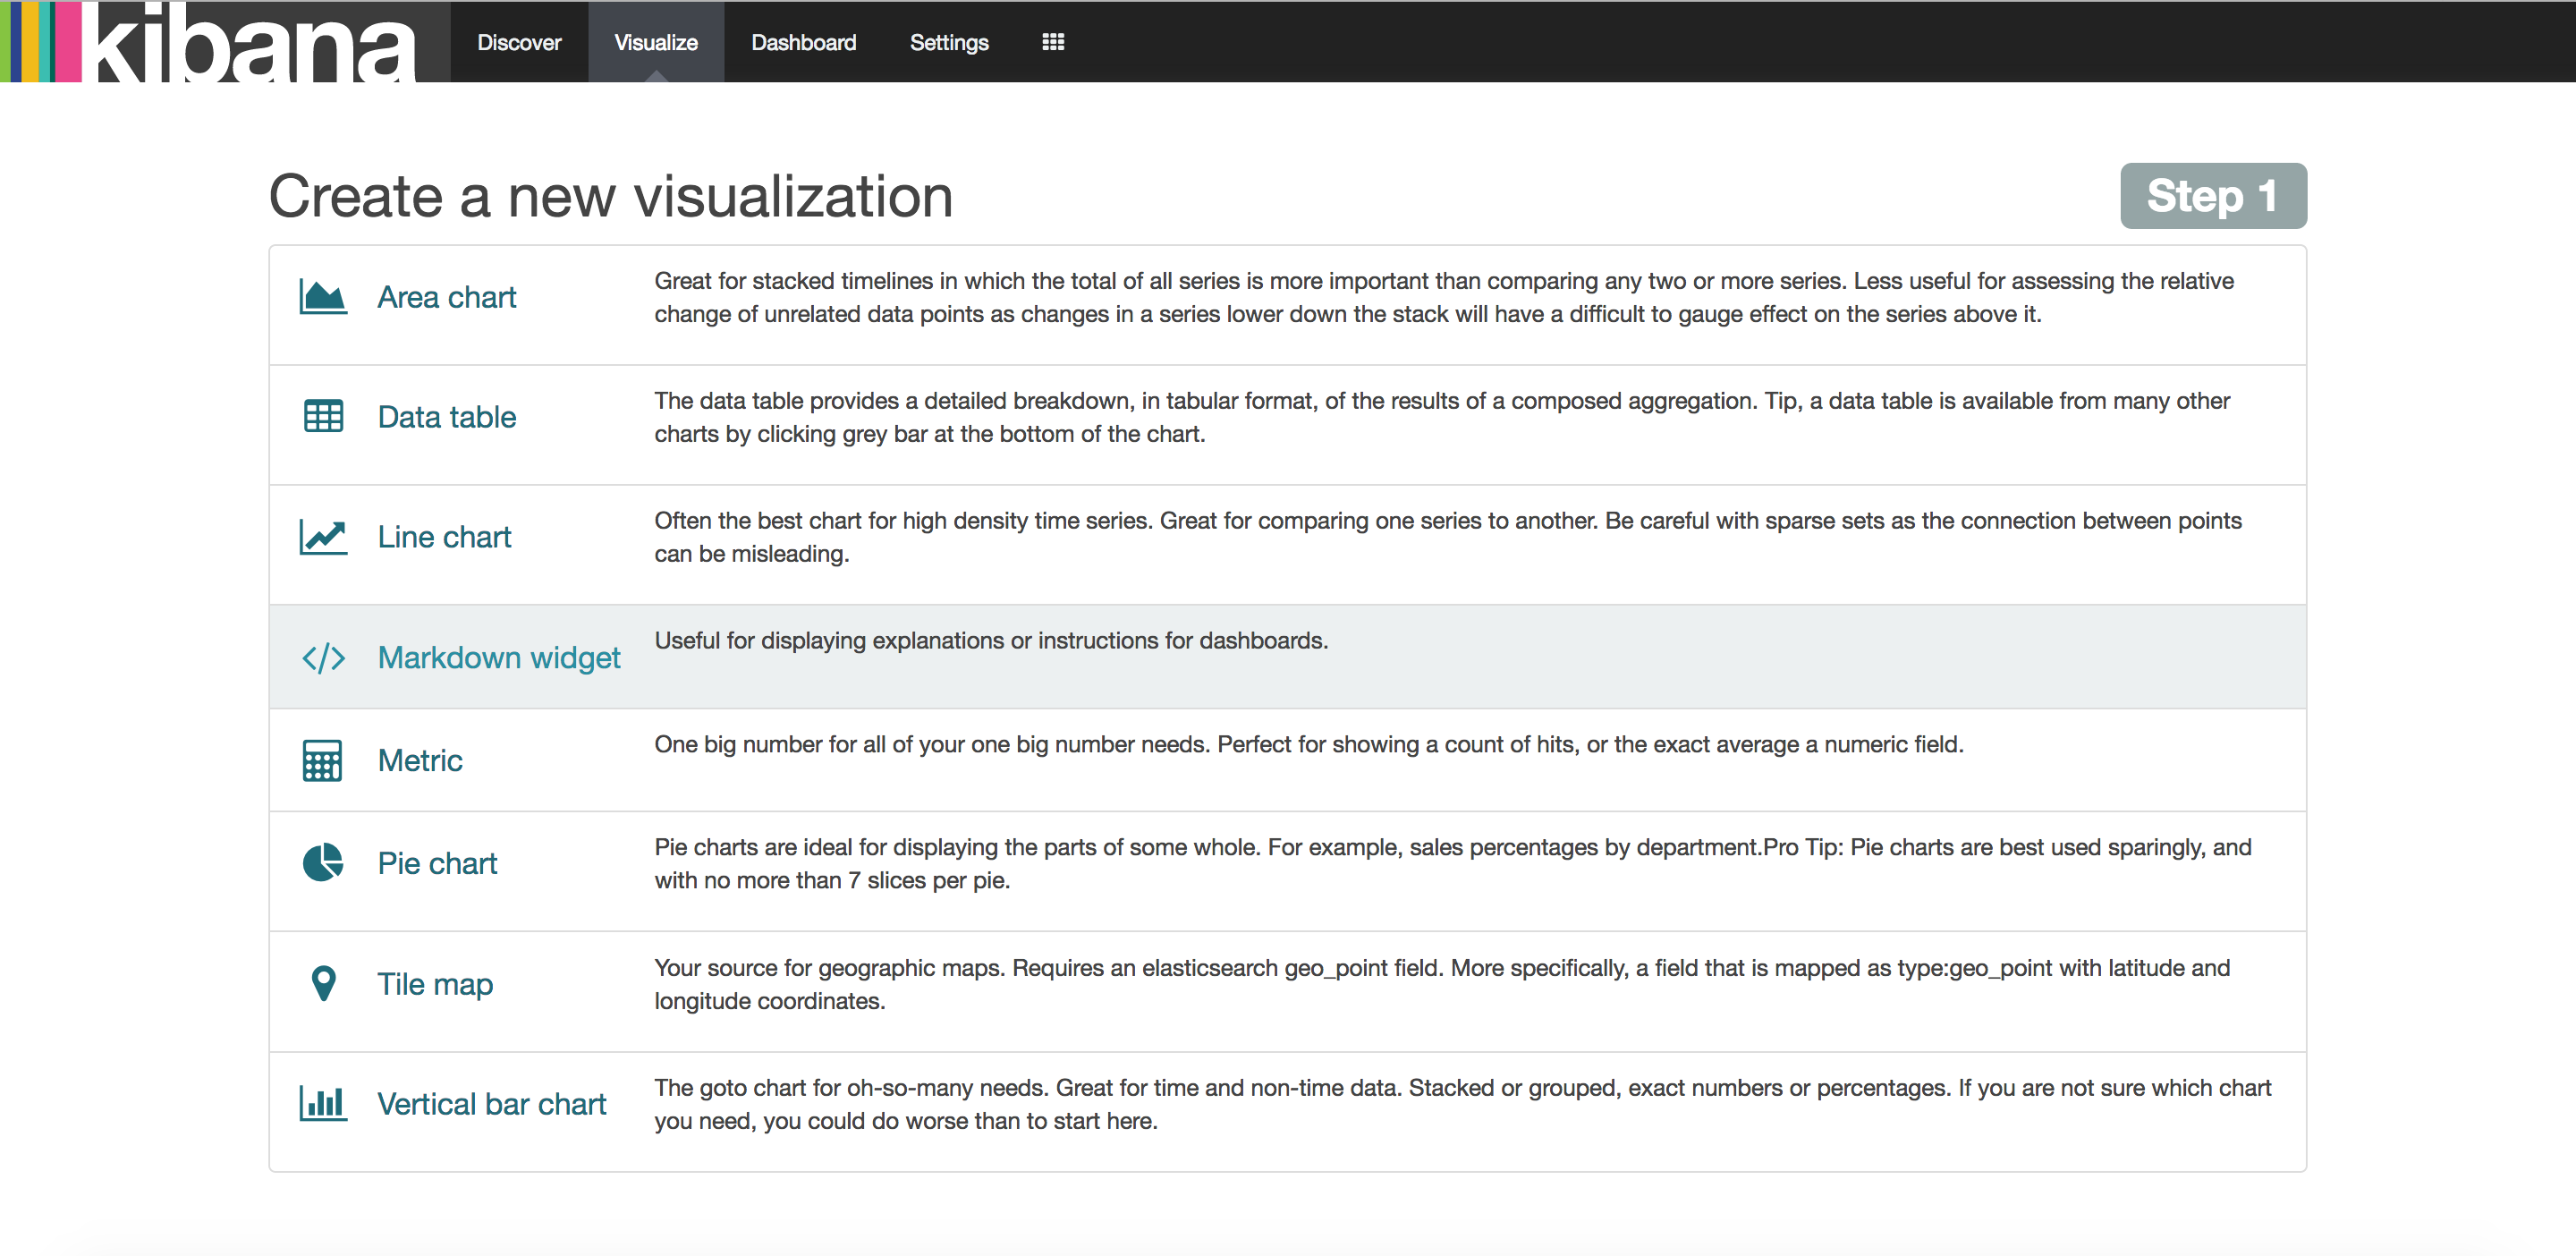 kibana
Discover
Visualize
Dashboard
Settings
Create a new visualization
Step 1
Area chart
Great for stacked timelines in which the total of all series is more important than comparing any two or more series. Less useful for assessing the relative
change of unrelated data points as changes in a series lower down the stack will have a difficult to gauge effect on the series above it.
Data table
The data table provides a detailed breakdown, in tabular format, of the results of a composed aggregation. Tip, a data table is available from many other
charts by clicking grey bar at the bottom of the chart.
Line chart
Often the best chart for high density time series. Great for comparing one series to another. Be careful with sparse sets as the connection between points
can be misleading.
Markdown widget
Useful for displaying explanations or instructions for dashboards.
Metric
One big number for all of your one big number needs. Perfect for showing a count of hits, or the exact average a numeric field.
Pie chart
Pie charts are ideal for displaying the parts of some whole. For example, sales percentages by department.Pro Tip: Pie charts are best used sparingly, and
with no more than 7 slices per pie.
Tile map
Your source for geographic maps. Requires an elasticsearch geo_point field. More specifically, a field that is mapped as type:geo_point with latitude and
longitude coordinates.
Vertical bar chart
The goto chart for oh-so-many needs. Great for time and non-time data. Stacked or grouped, exact numbers or percentages. If you are not sure which chart
you need, you could do worse than to start here.